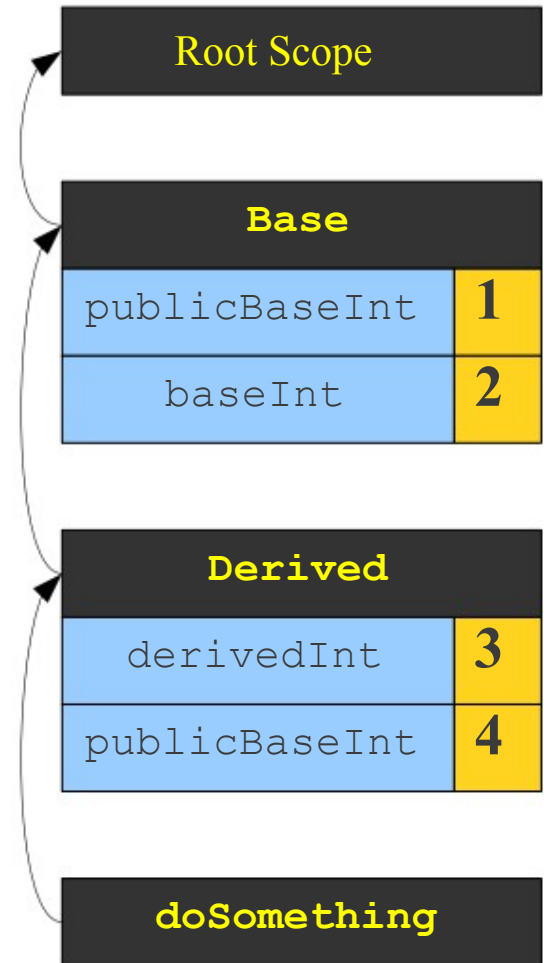 Root Scope
Base
publicBaseInt 1
baseInt 2
Derived
derivedInt 3
publicBaseInt 4
doSomething